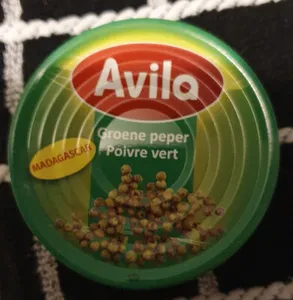 Avila
Groene peper
Poivre vert
MADAGASCAR